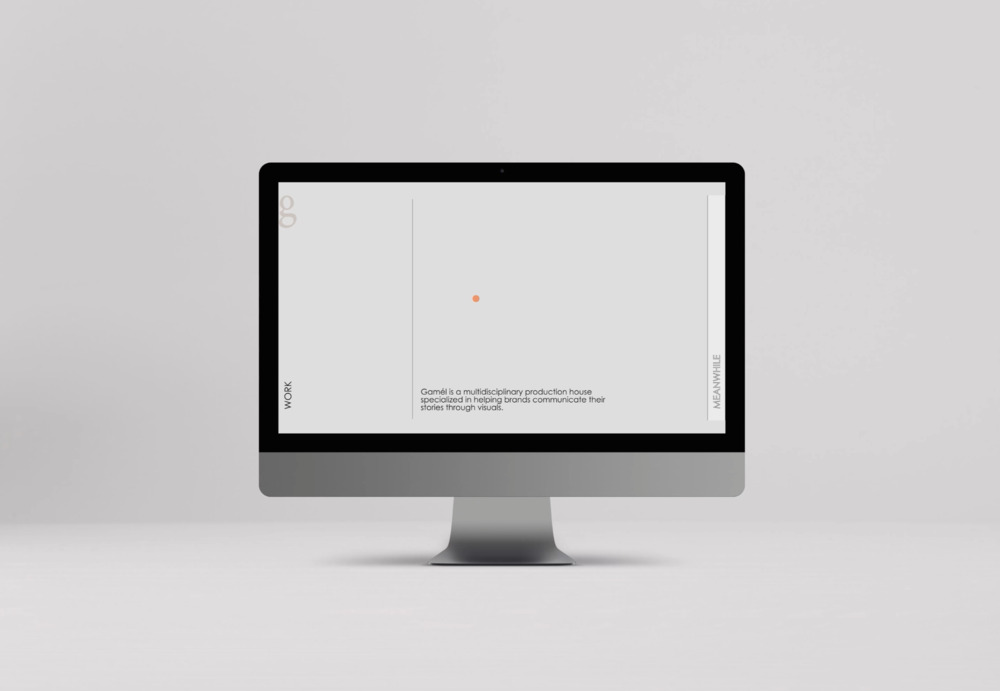 g
WORK
Gamél is a multidisciplinary production house
specialized in helping brands communicate their
stories through visuals.
MEANWHILE